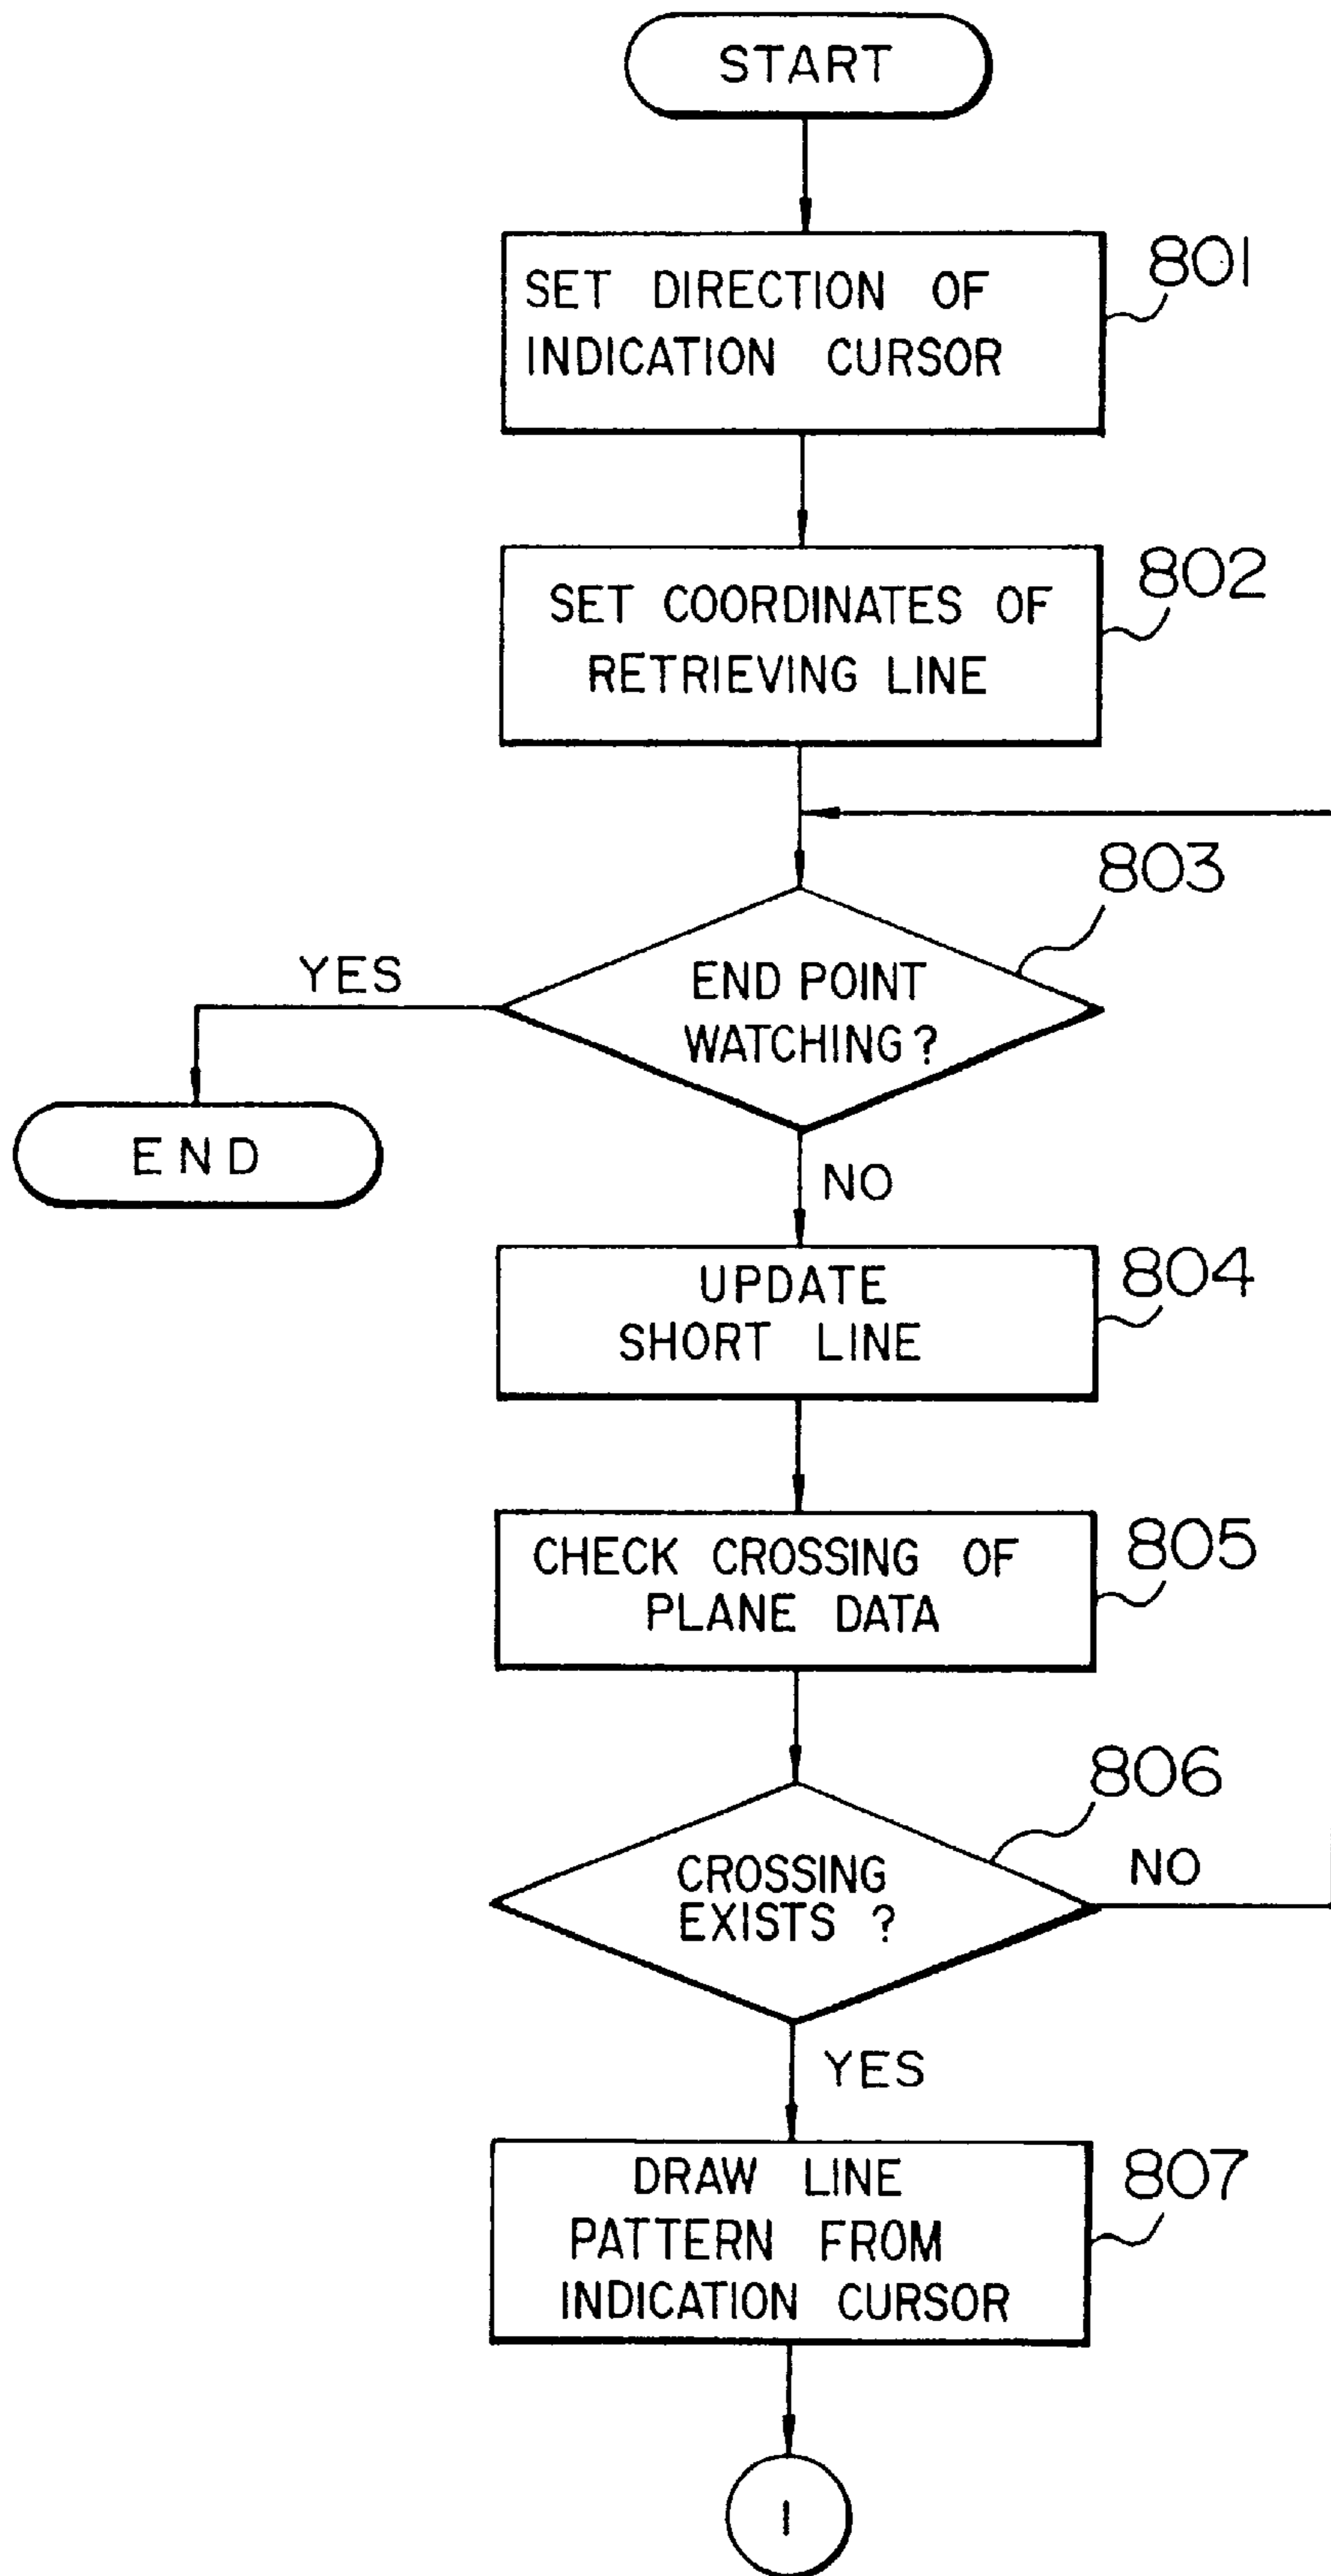 START
SET DIRECTION OF
INDICATION CURSOR
801
SET COORDINATES OF
RETRIEVING LINE
802
803
YES
END POINT
WATCHING?
END
NO
UPDATE
SHORT LINE
804
CHECK CROSSING OF
PLANE DATA
805
806
CROSSING
EXISTS ?
NO
YES
DRAW LINE
PATTERN FROM
INDICATION CURSOR
807
1